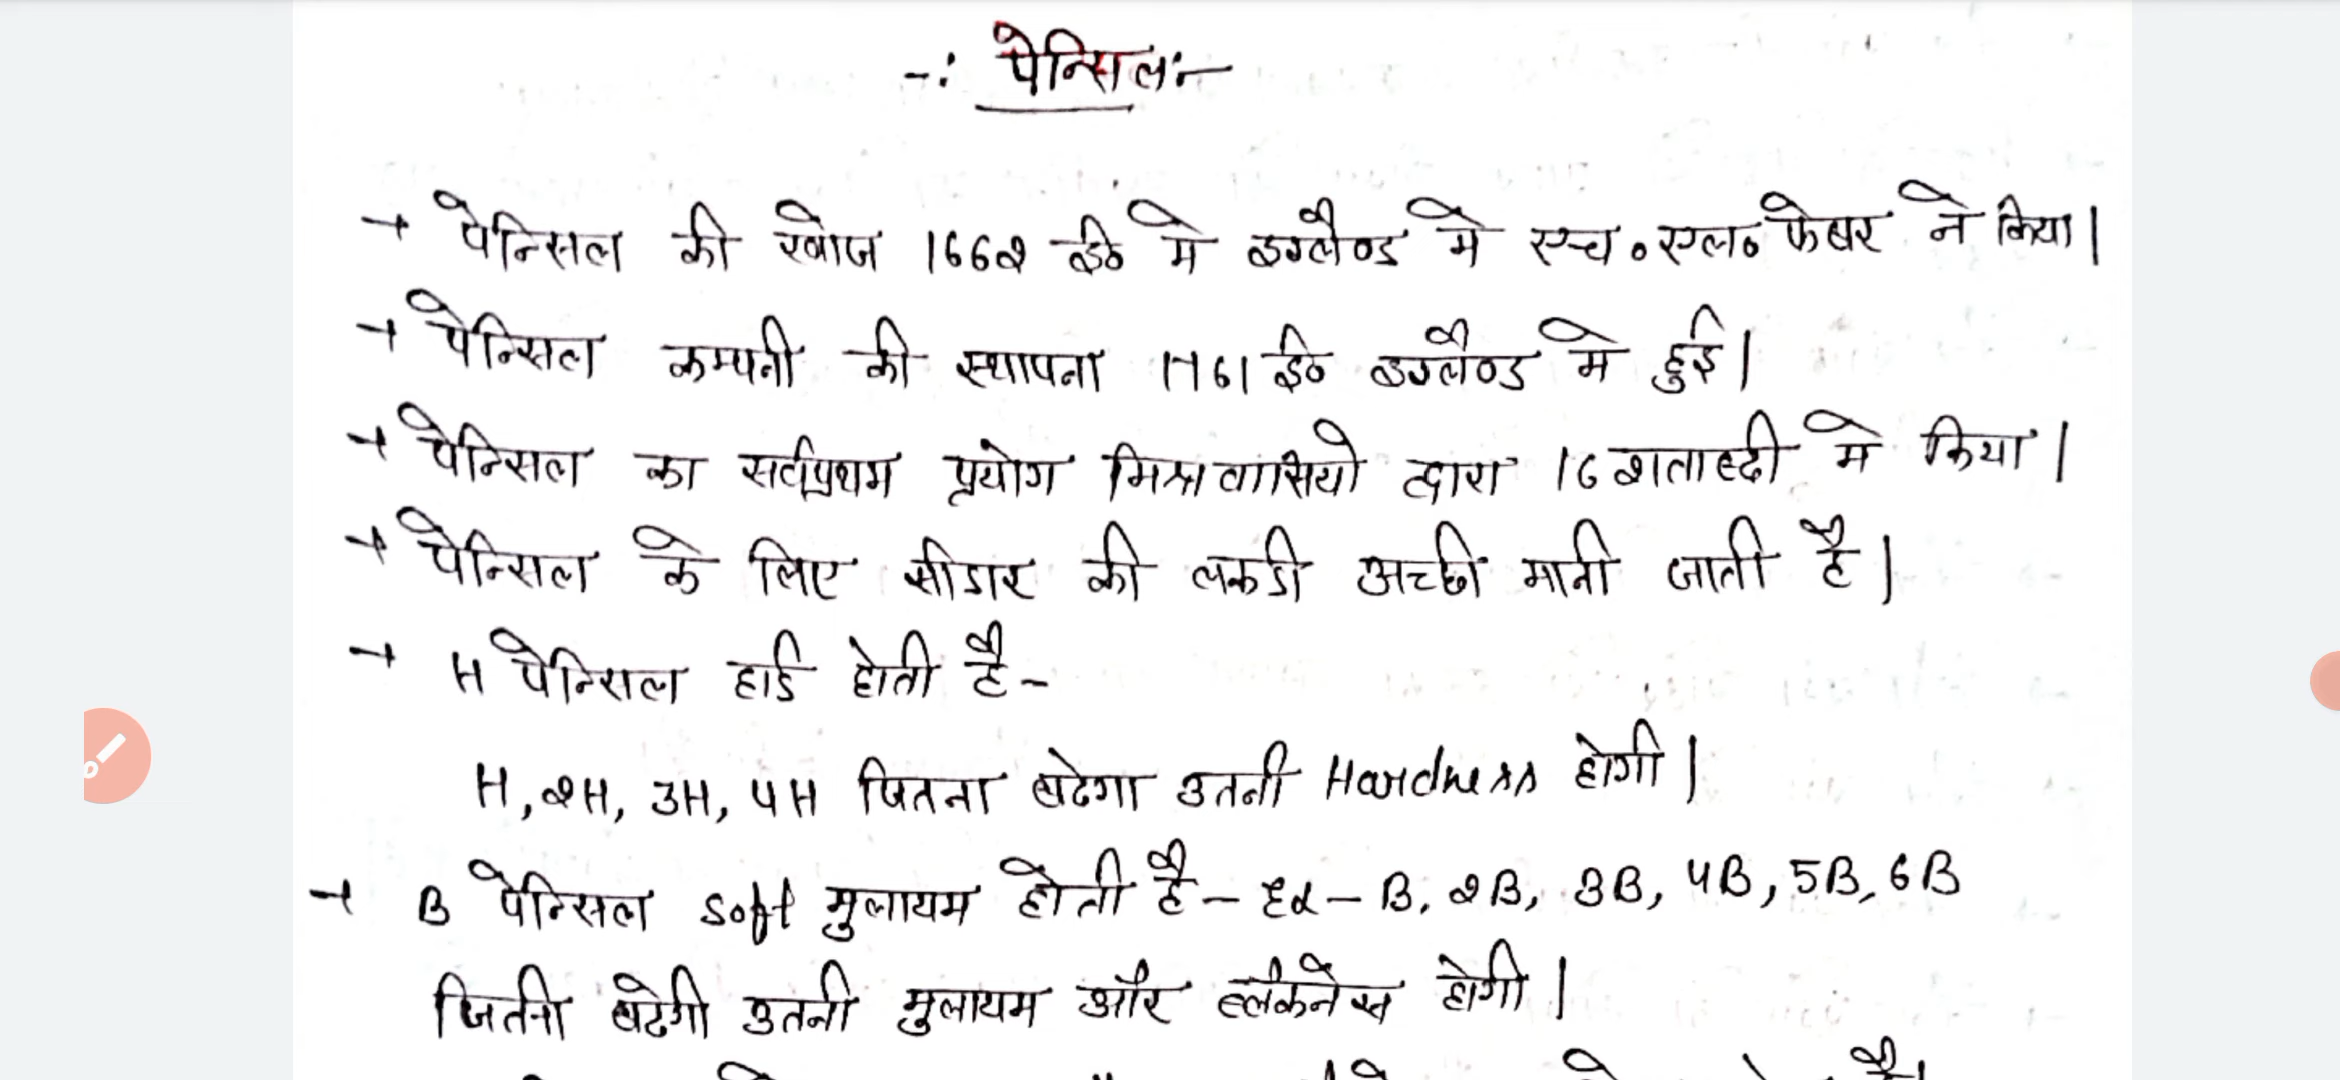 -: पेन्सिल:-
→ पेन्सिल की खोज 1662 ई० मे इग्लैण्ड मे एच०एल० फेबर ने किया।
→ पेन्सिल कम्पनी की स्थापना 1761 ई० इग्लैण्ड मे हुई।
→ पेन्सिल का सर्वप्रथम प्रयोग मिश्रवासियो द्वारा 16 शताब्दी मे किया।
→ पेन्सिल के लिए सीडार की लकडी अच्छी मानी जाती है।
→ H पेन्सिल हार्ड होती है-
H, 2H, 3H, 4H जितना बढेगा उतनी Hardness होगी।
→ B पेन्सिल soft मुलायम होती है - Ex - B, 2B, 3B, 4B, 5B, 6B
जितनी बढेगी उतनी मुलायम और ब्लैकनेस होगी।